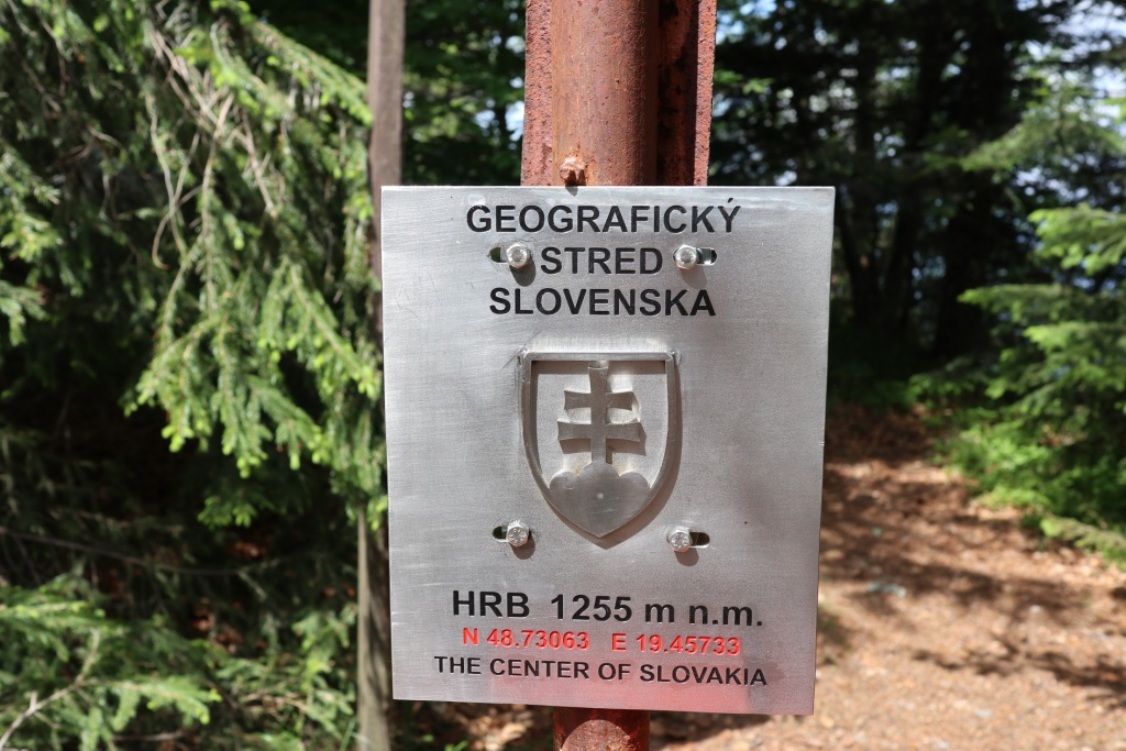 GEOGRAFICKÝ
STRED
SLOVENSKA
HRB 1255 m n.m.
N 48.73063 E 19.45733
THE CENTER OF SLOVAKIA